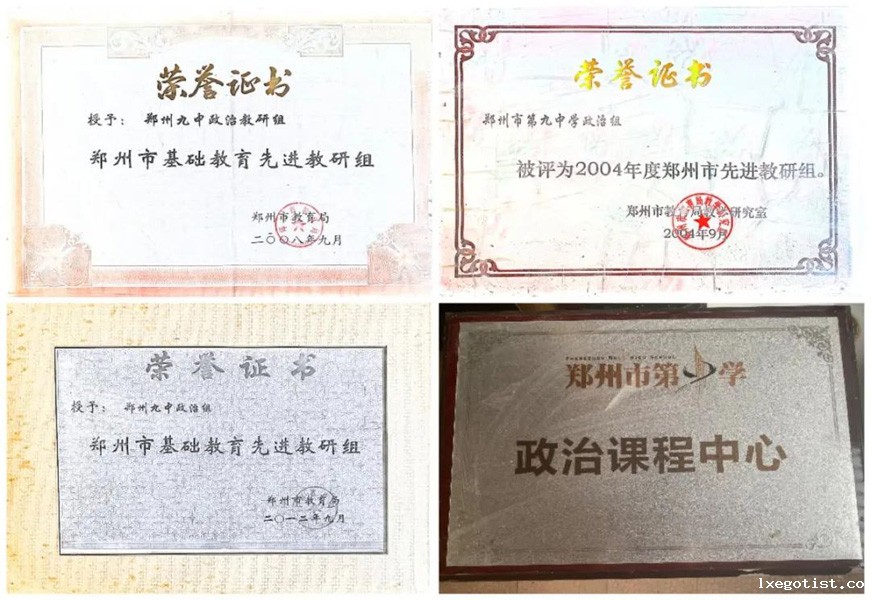 荣誉证书
授予： 郑州九中政治教研组
郑州市基础教育先进教研组
郑州市教育局
二〇〇八年九月
荣誉证书
郑州市第九中学政治组
被评为2004年度郑州市先进教研组。
郑州市教育局教学研究室
2004年9月
荣誉证书
授予： 郑州九中政治组
郑州市基础教育先进教研组
郑州市教育局
二〇一二年九月
郑州市第 学
政治课程中心
lxegotist.co